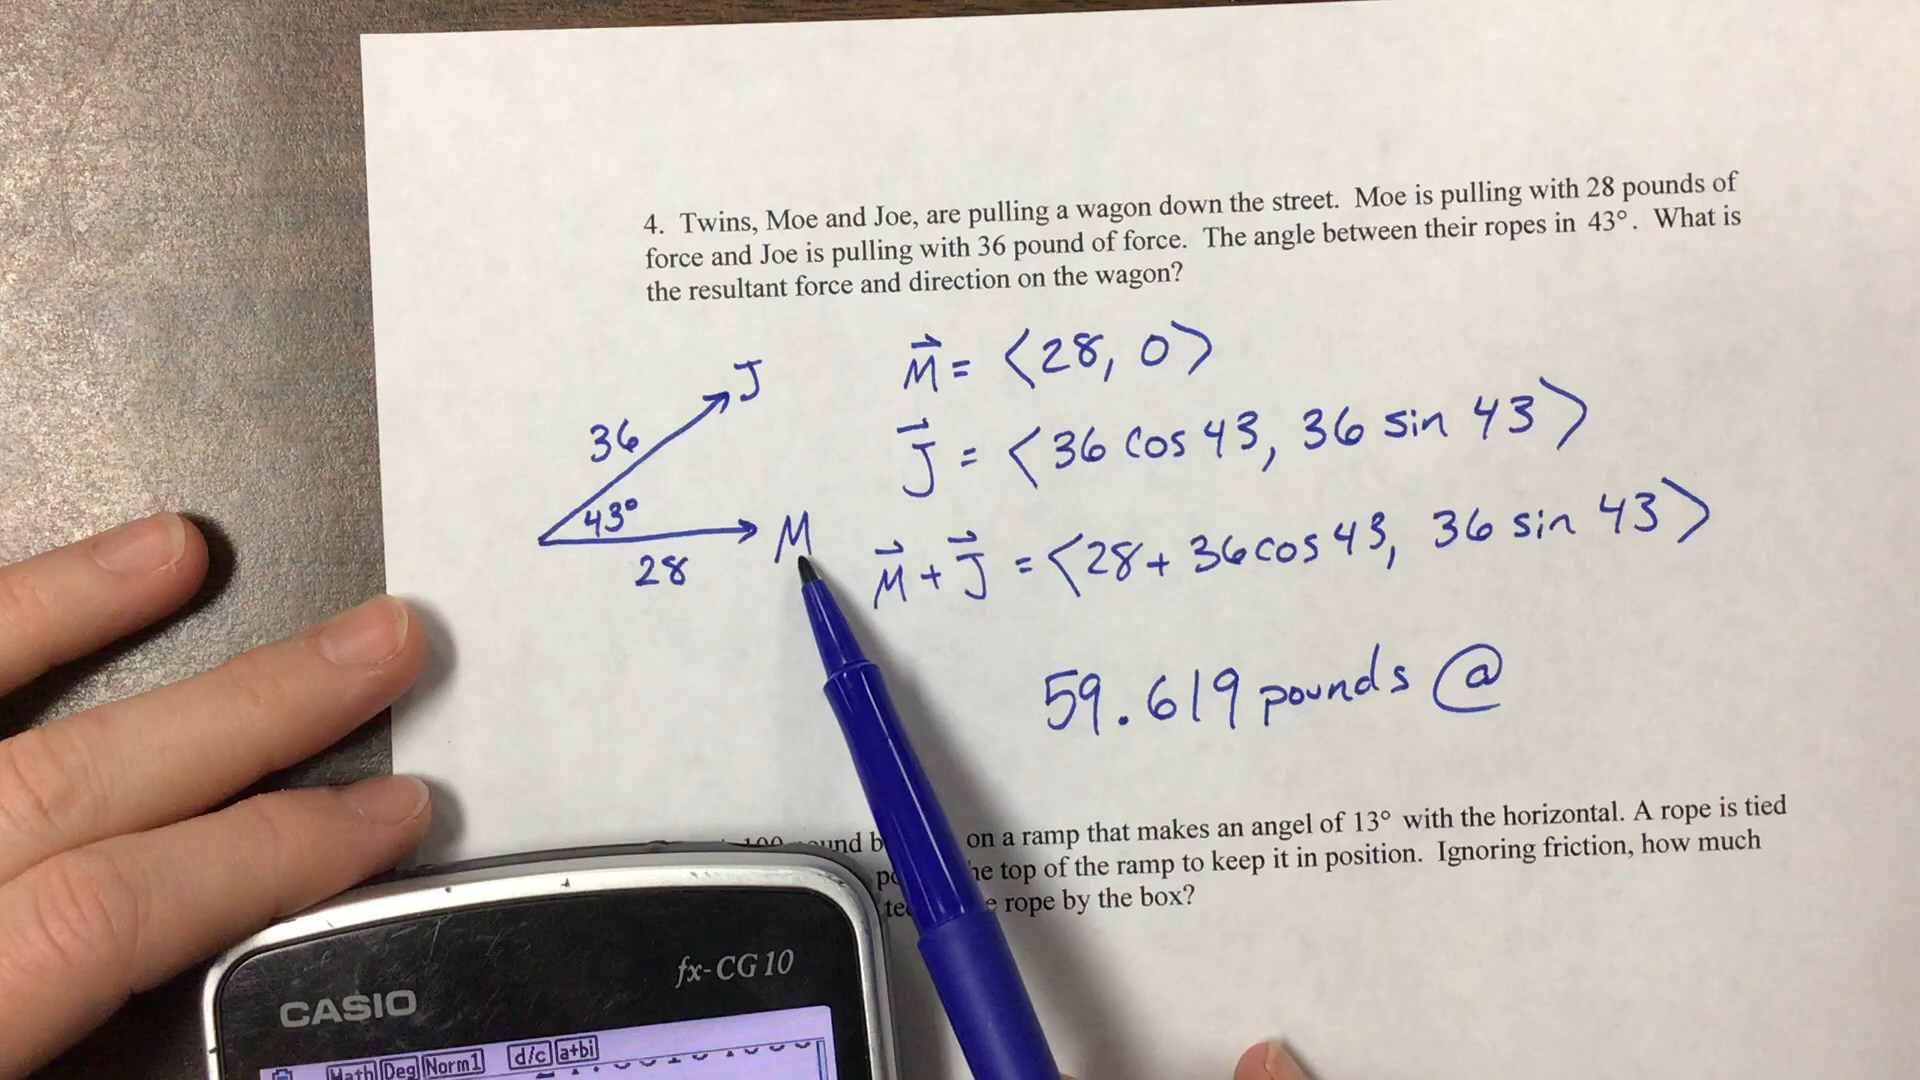 4. Twins, Moe and Joe, are pulling a wagon down the street. Moe is pulling with 28 pounds of
force and Joe is pulling with 36 pound of force. The angle between their ropes in 43°. What is
the resultant force and direction on the wagon?
J
36
43°
28
M
M = ⟨28, 0⟩
J = ⟨36 cos 43, 36 sin 43⟩
M + J = ⟨28 + 36 cos 43, 36 sin 43⟩
59.619 pounds @
on a ramp that makes an angel of 13° with the horizontal. A rope is tied
top of the ramp to keep it in position. Ignoring friction, how much
rope by the box?
fx-CG10
CASIO
Math Deg Norm1 d/c a+bi